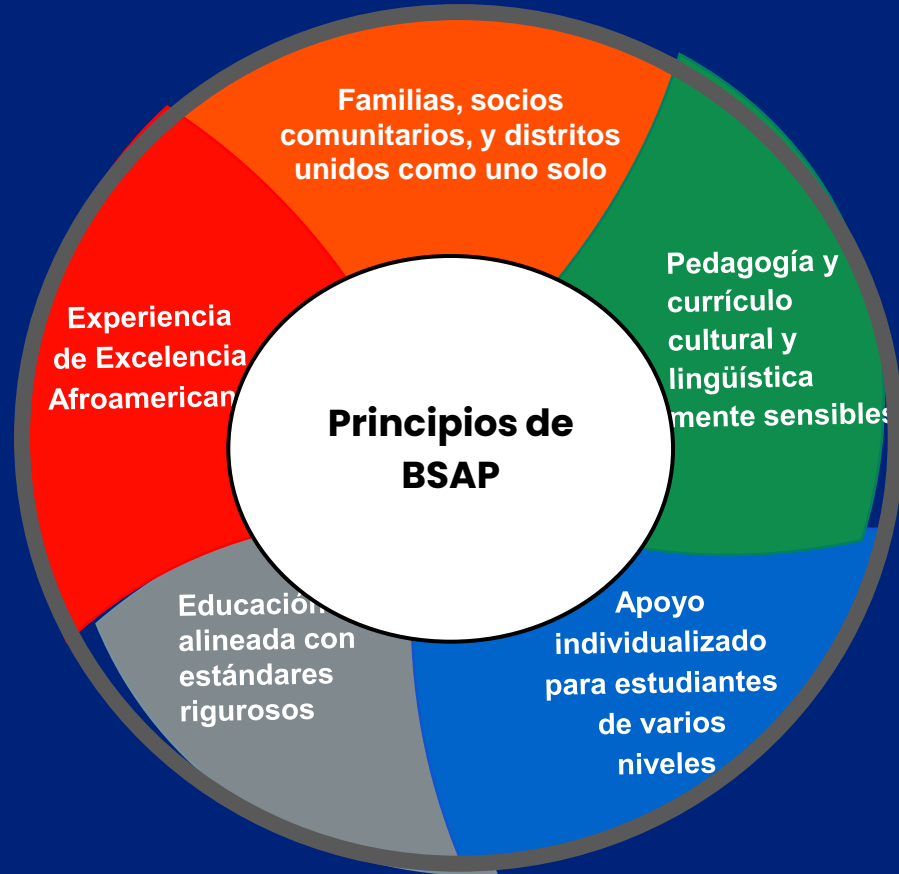 Familias, socios
comunitarios, y distritos
unidos como uno solo
Pedagogía y
currículo
cultural y
lingüística
mente sensibles
Apoyo
individualizado
para estudiantes
de varios
niveles
Educación
alineada con
estándares
rigurosos
Experiencia
de Excelencia
Afroamerican
Principios de
BSAP